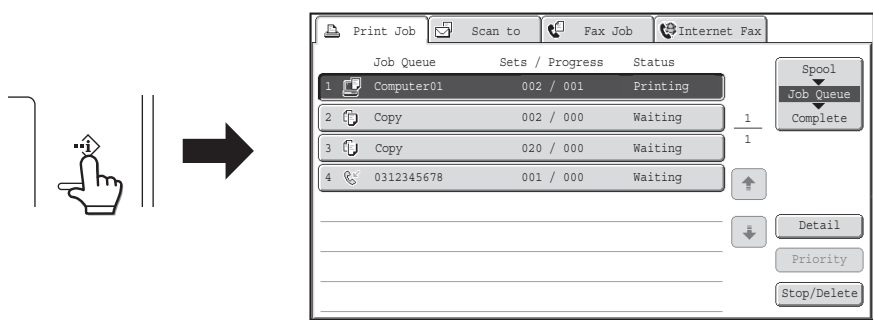 Print Job Scan to Fax Job Internet Fax
Job Queue Sets / Progress Status
1 Computer01 002 / 001 Printing
2 Copy 002 / 000 Waiting
3 Copy 020 / 000 Waiting
4 0312345678 001 / 000 Waiting
1
1
Spool
Job Queue
Complete
Detail
Priority
Stop/Delete